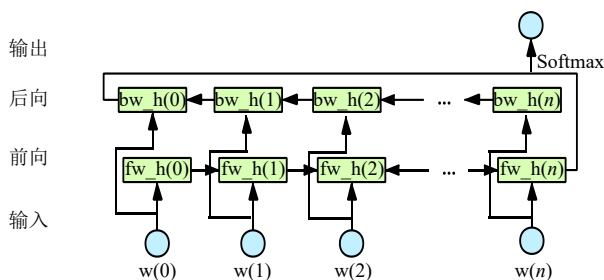 输出
Softmax
后向 bw_h(0) bw_h(1) bw_h(2) ... bw_h(n)
前向 fw_h(0) fw_h(1) fw_h(2) ... fw_h(n)
输入
w(0) w(1) w(2) w(n)